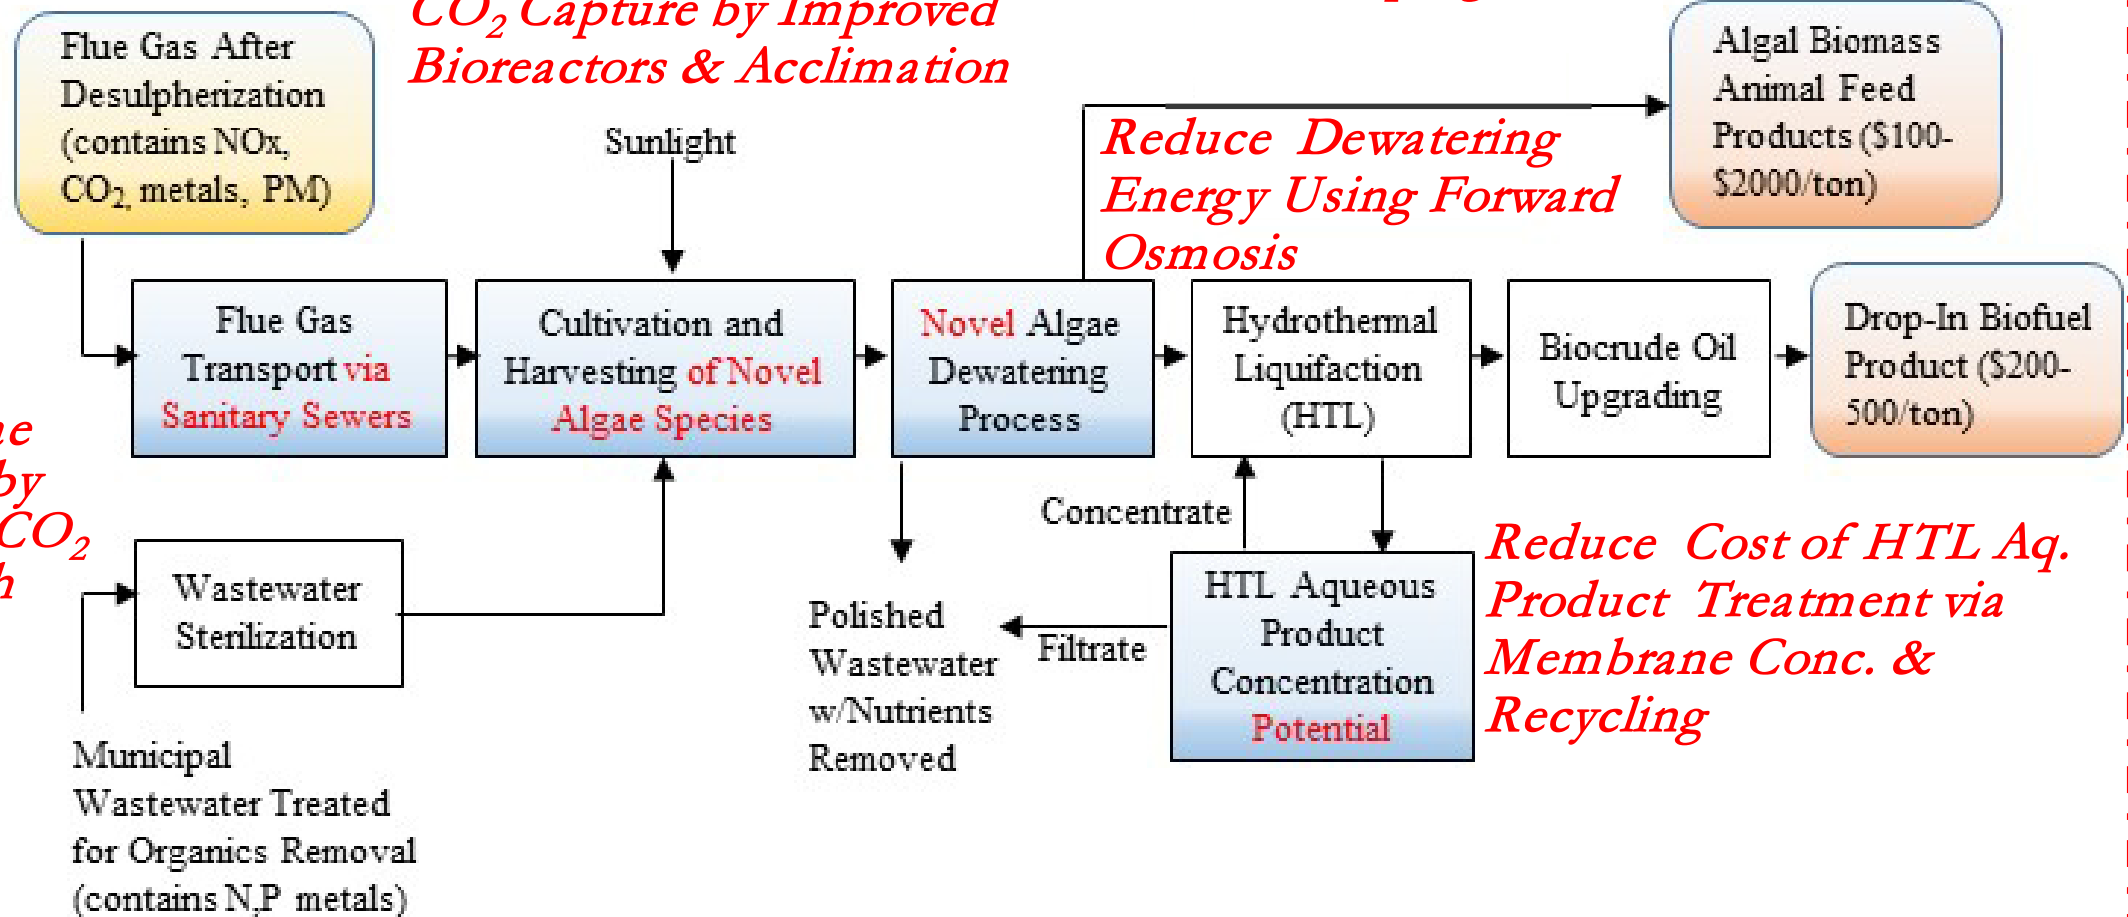 CO2 Capture by Improved
Bioreactors & Acclimation
Flue Gas After
Desulpherization
(contains NOx,
CO2, metals, PM)
Sunlight
Reduce Dewatering
Energy Using Forward
Osmosis
Algal Biomass
Animal Feed
Products ($100-
$2000/ton)
Flue Gas
Transport via
Sanitary Sewers
Cultivation and
Harvesting of Novel
Algae Species
Novel Algae
Dewatering
Process
Hydrothermal
Liquifaction
(HTL)
Biocrude Oil
Upgrading
Drop-In Biofuel
Product ($200-
500/ton)
by
CO2
Concentrate
Wastewater
Sterilization
Polished
Wastewater
w/Nutrients
Removed
Filtrate
HTL Aqueous
Product
Concentration
Potential
Reduce Cost of HTL Aq.
Product Treatment via
Membrane Conc. &
Recycling
Municipal
Wastewater Treated
for Organics Removal
(contains N,P metals)